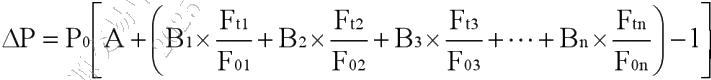 ΔP = P₀[A + (B₁×Ft1/F01 + B₂×Ft2/F02 + B₃×Ft3/F03 + ⋯ + Bn×Ftn/F0n) − 1]